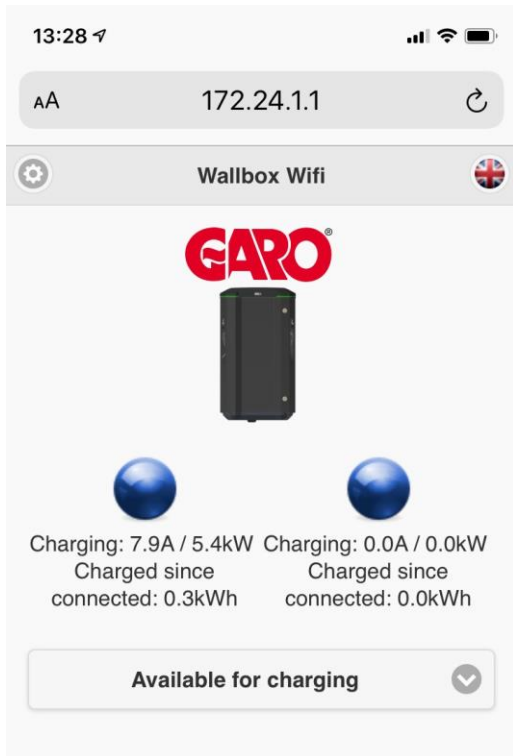 13:28
AA 172.24.1.1
Wallbox Wifi
GARO®
Charging: 7.9A / 5.4kW Charging: 0.0A / 0.0kW
Charged since Charged since
connected: 0.3kWh connected: 0.0kWh
Available for charging